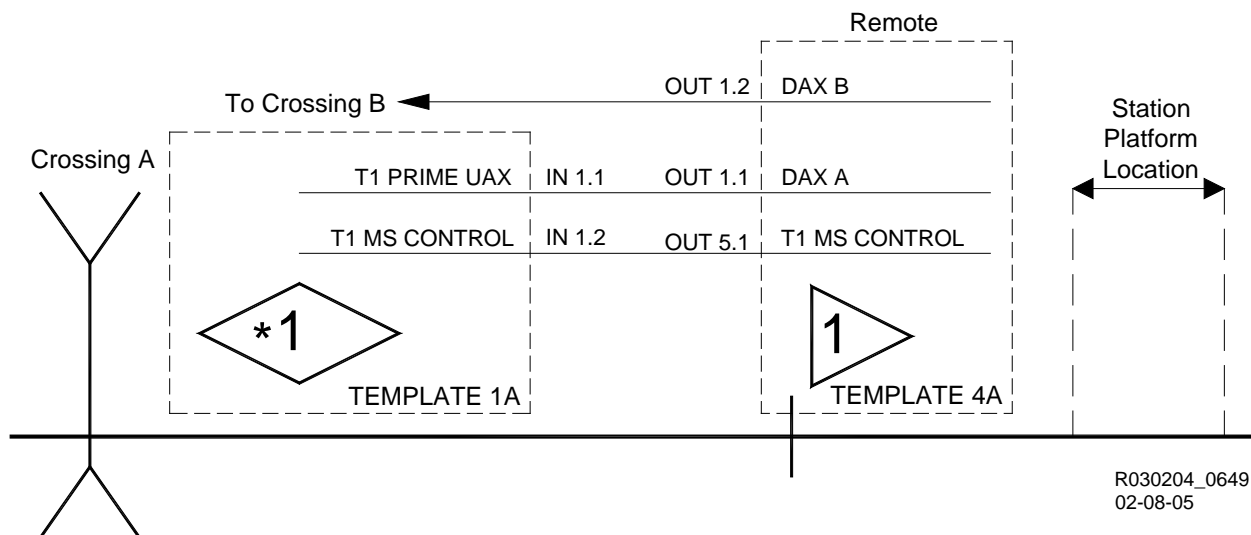 Remote
OUT 1.2 DAX B
To Crossing B
Station
Platform
Location
Crossing A
T1 PRIME UAX IN 1.1 OUT 1.1 DAX A
T1 MS CONTROL IN 1.2 OUT 5.1 T1 MS CONTROL
*1
1
TEMPLATE 1A
TEMPLATE 4A
R030204_0649
02-08-05